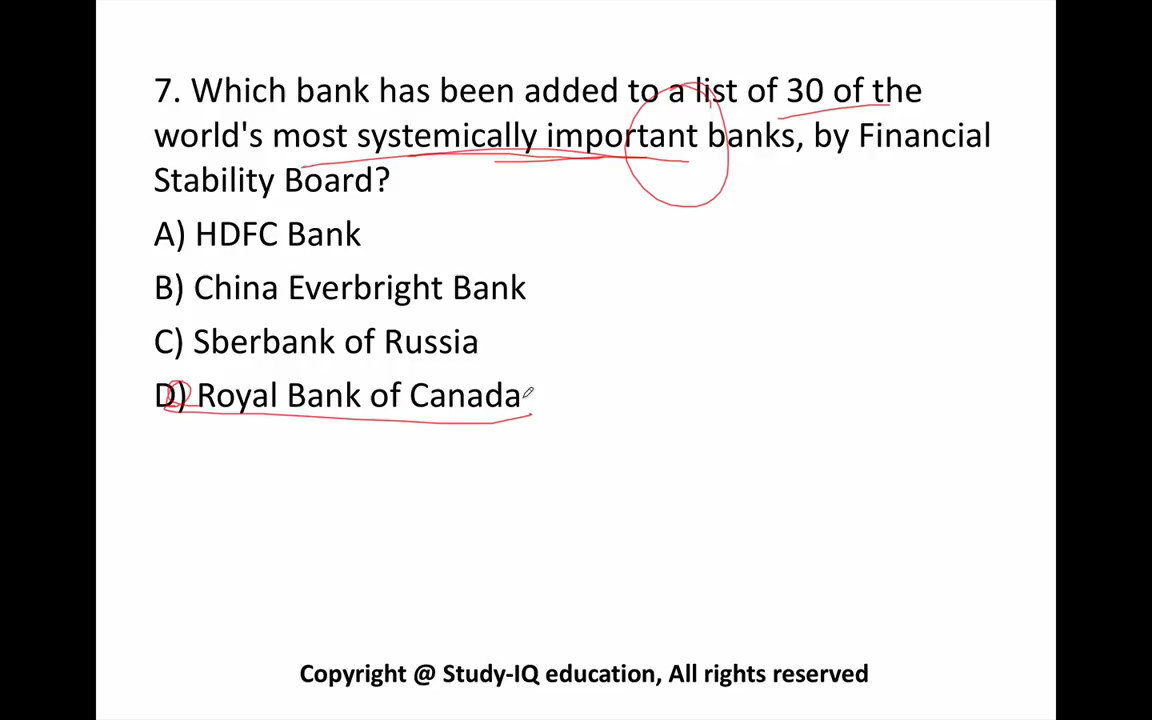 7. Which bank has been added to a list of 30 of the
world's most systemically important banks, by Financial
Stability Board?
A) HDFC Bank
B) China Everbright Bank
C) Sberbank of Russia
D) Royal Bank of Canada
Copyright @ Study-IQ education, All rights reserved